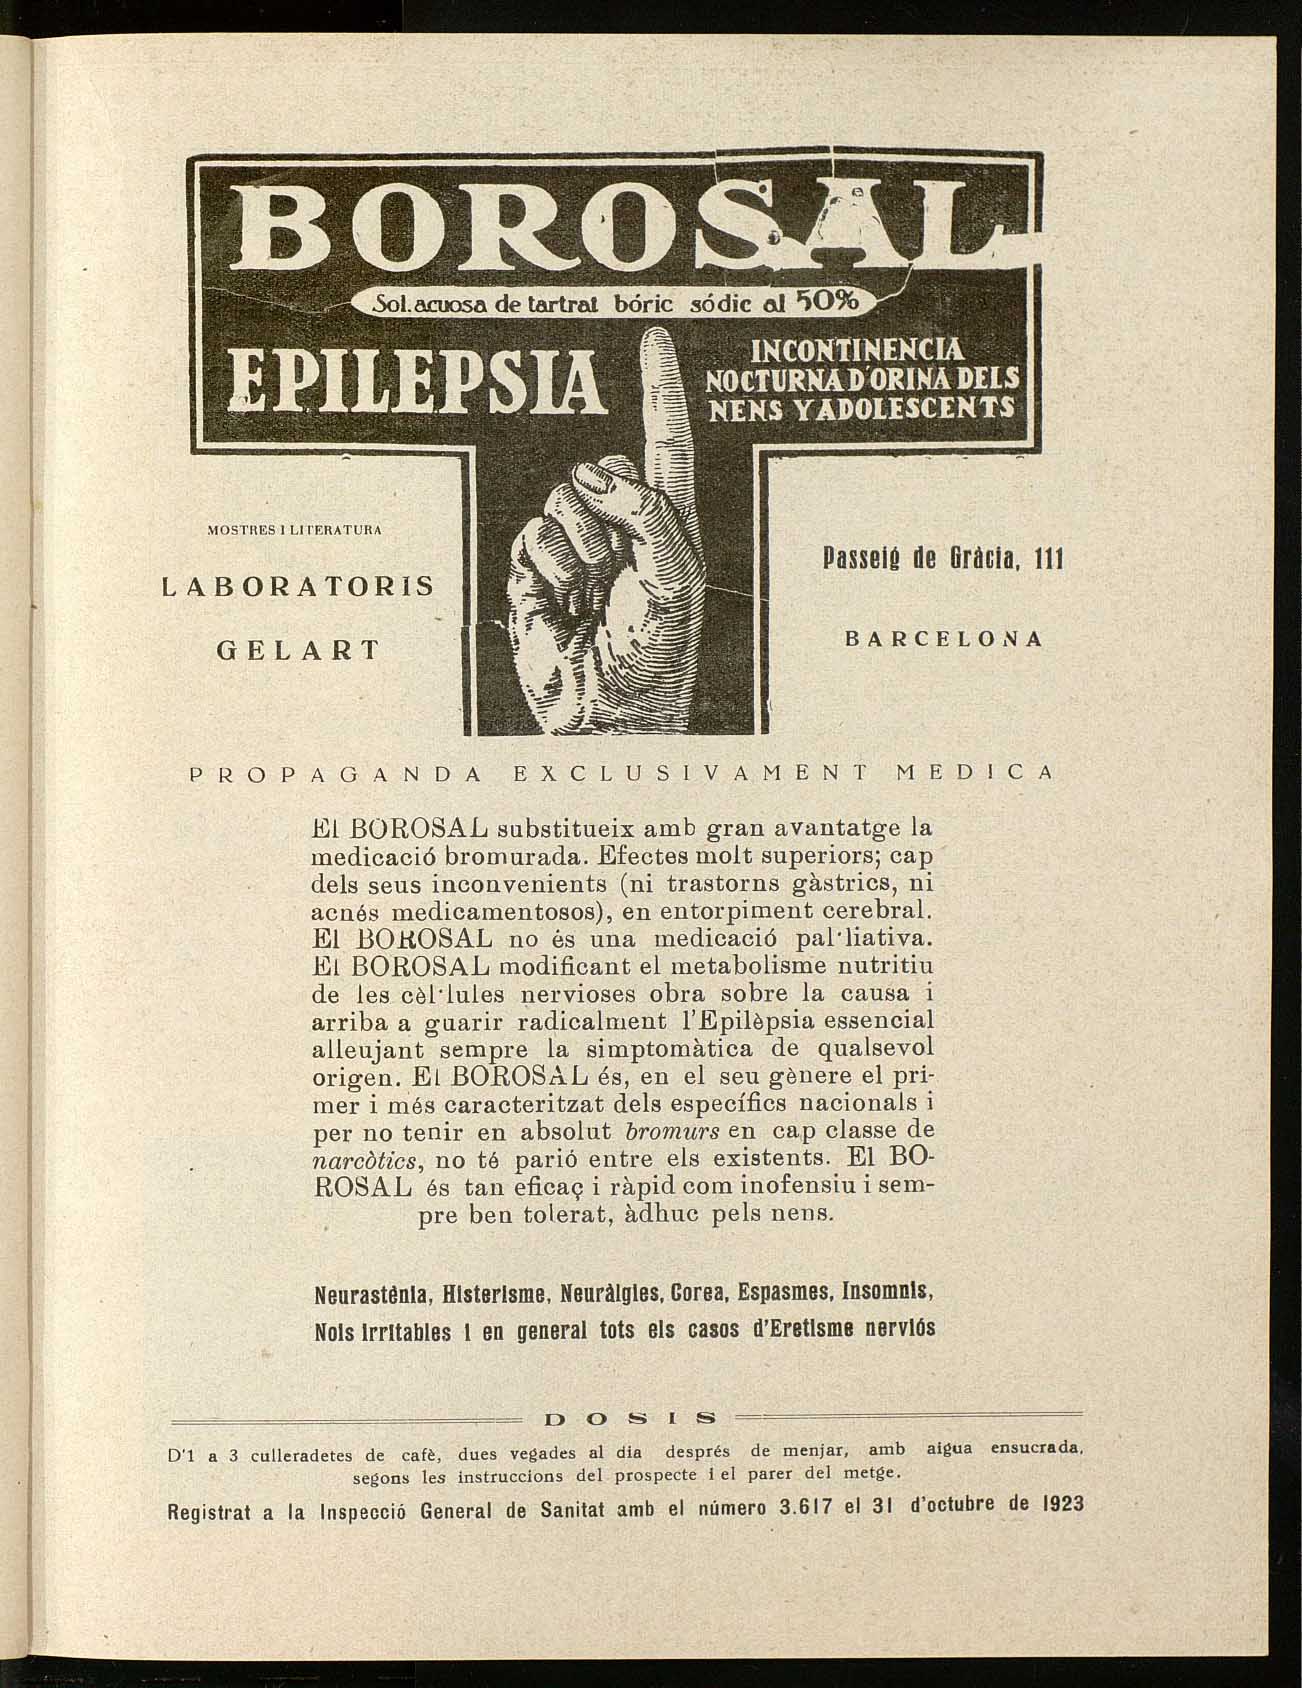 BOROSAL
Sol. acuosa de tartrat bóric sódic al 50%
EPILEPSIA
INCONTINENCIA
NOCTURNA D'ORINA DELS
NENS Y ADOLESCENTS
MOSTRES I LITERATURA
LABORATORIS
GELART
Passeig de Gràcia, 111
BARCELONA
PROPAGANDA EXCLUSIVAMENT MEDICA
El BOROSAL substitueix amb gran avantatge la
medicació bromurada. Efectes molt superiors; cap
dels seus inconvenients (ni trastorns gàstrics, ni
acnés medicamentosos), en entorpiment cerebral.
El BOROSAL no és una medicació pal·liativa.
El BOROSAL modificant el metabolisme nutritiu
de les cèl·lules nervioses obra sobre la causa i
arriba a guarir radicalment l'Epilèpsia essencial
alleujant sempre la simptomàtica de qualsevol
origen. El BOROSAL és, en el seu gènere el pri-
mer i més caracteritzat dels específics nacionals i
per no tenir en absolut bromurs en cap classe de
narcòtics, no té parió entre els existents. El BO-
ROSAL és tan eficaç i ràpid com inofensiu i sem-
pre ben tolerat, àdhuc pels nens.
Neurastènia, Histerisme, Neuràlgies, Corea, Espasmes, Insomnis,
Nois irritables i en general tots els casos d'Eretisme nerviós
DOSIS
D'1 a 3 culleradetes de cafè, dues vegades al dia després de menjar, amb aigua ensucrada,
segons les instruccions del prospecte i el parer del metge.
Registrat a la Inspecció General de Sanitat amb el número 3.617 el 31 d'octubre de 1923